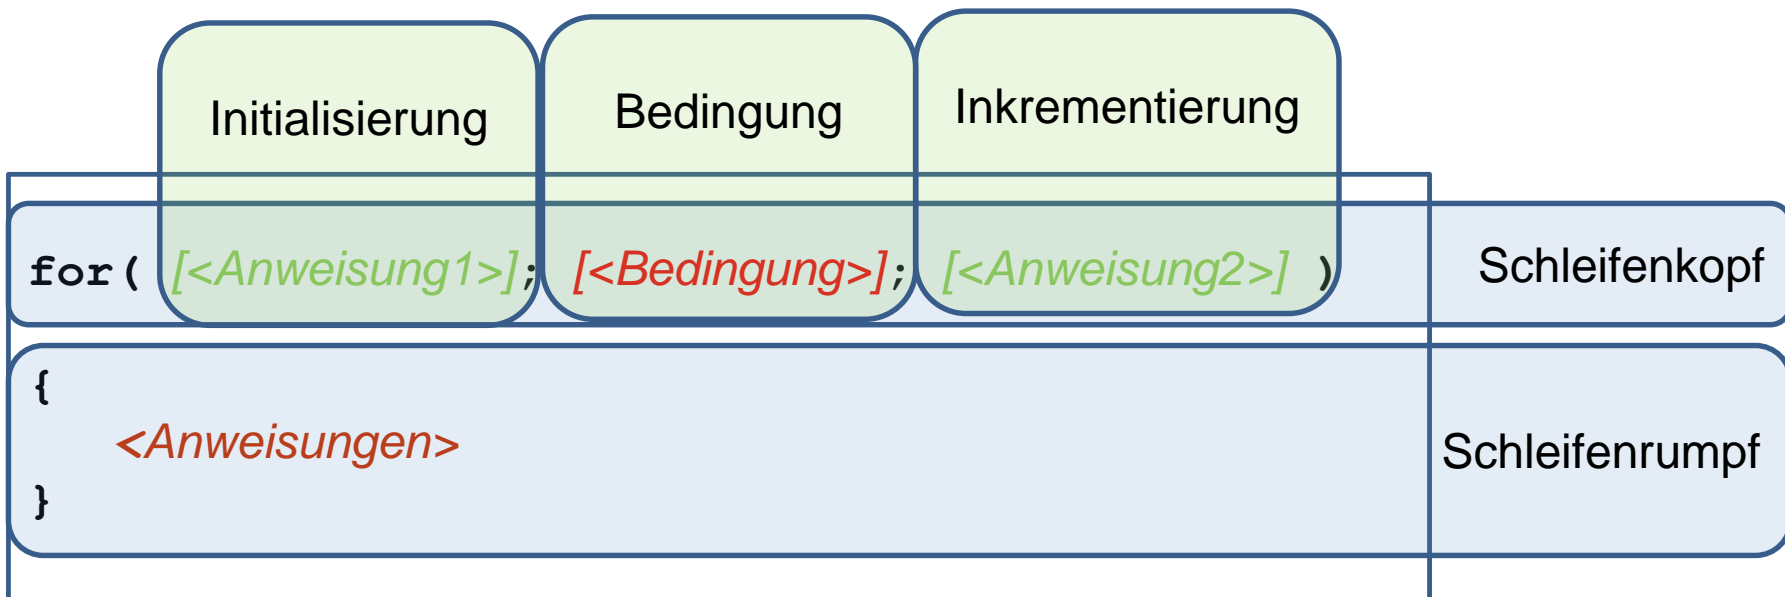 Initialisierung Bedingung Inkrementierung
for( [<Anweisung1>]; [<Bedingung>]; [<Anweisung2>] ) Schleifenkopf
{
<Anweisungen>
Schleifenrumpf
}